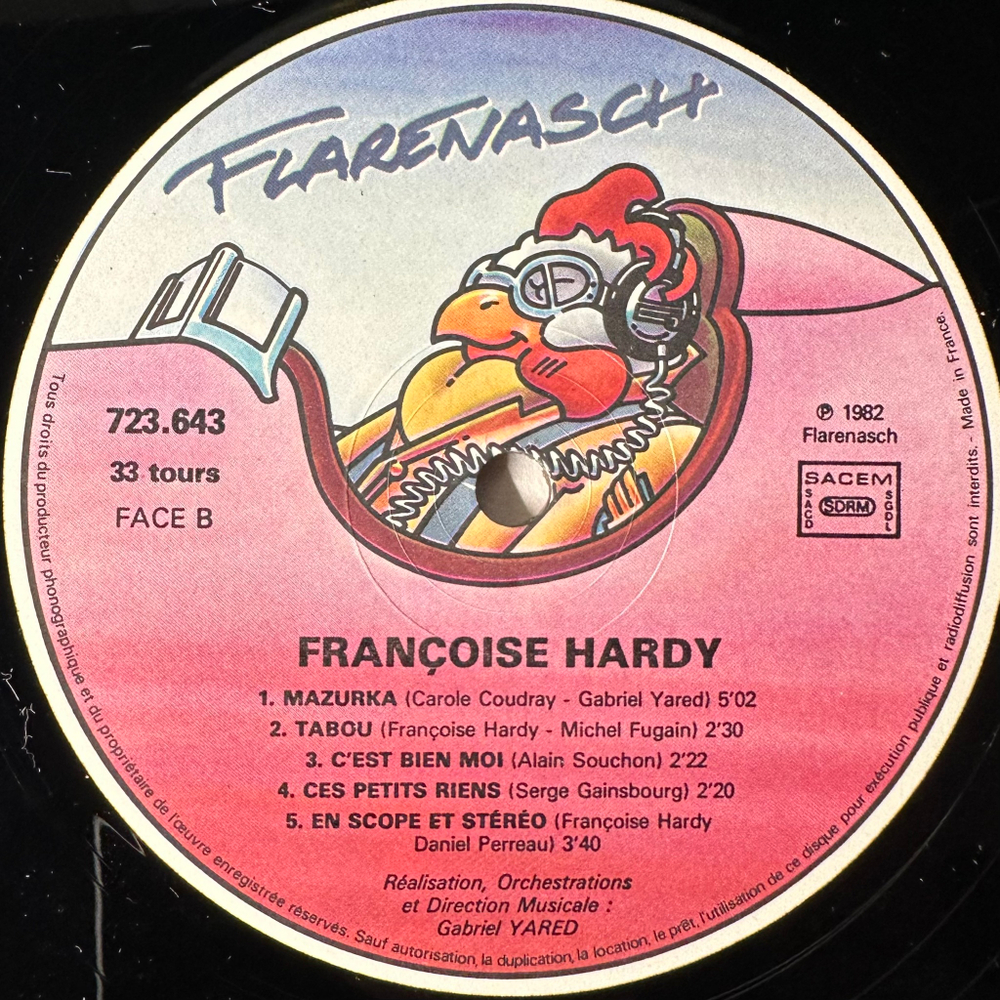 FLARENASCH
723.643
33 tours
FACE B
℗ 1982
Flarenasch
SACEM
SACD
SDRM
SGDL
FRANÇOISE HARDY
1. MAZURKA (Carole Coudray - Gabriel Yared) 5'02
2. TABOU (Françoise Hardy - Michel Fugain) 2'30
3. C'EST BIEN MOI (Alain Souchon) 2'22
4. CES PETITS RIENS (Serge Gainsbourg) 2'20
5. EN SCOPE ET STÉRÉO (Françoise Hardy
Daniel Perreau) 3'40
Réalisation, Orchestrations
et Direction Musicale :
Gabriel YARED
Tous droits du producteur phonographique et du propriétaire de l'œuvre enregistrée réservés. Sauf autorisation, la duplication, la location, le prêt, l'utilisation de ce disque pour exécution publique et radiodiffusion sont interdits. - Made in France.